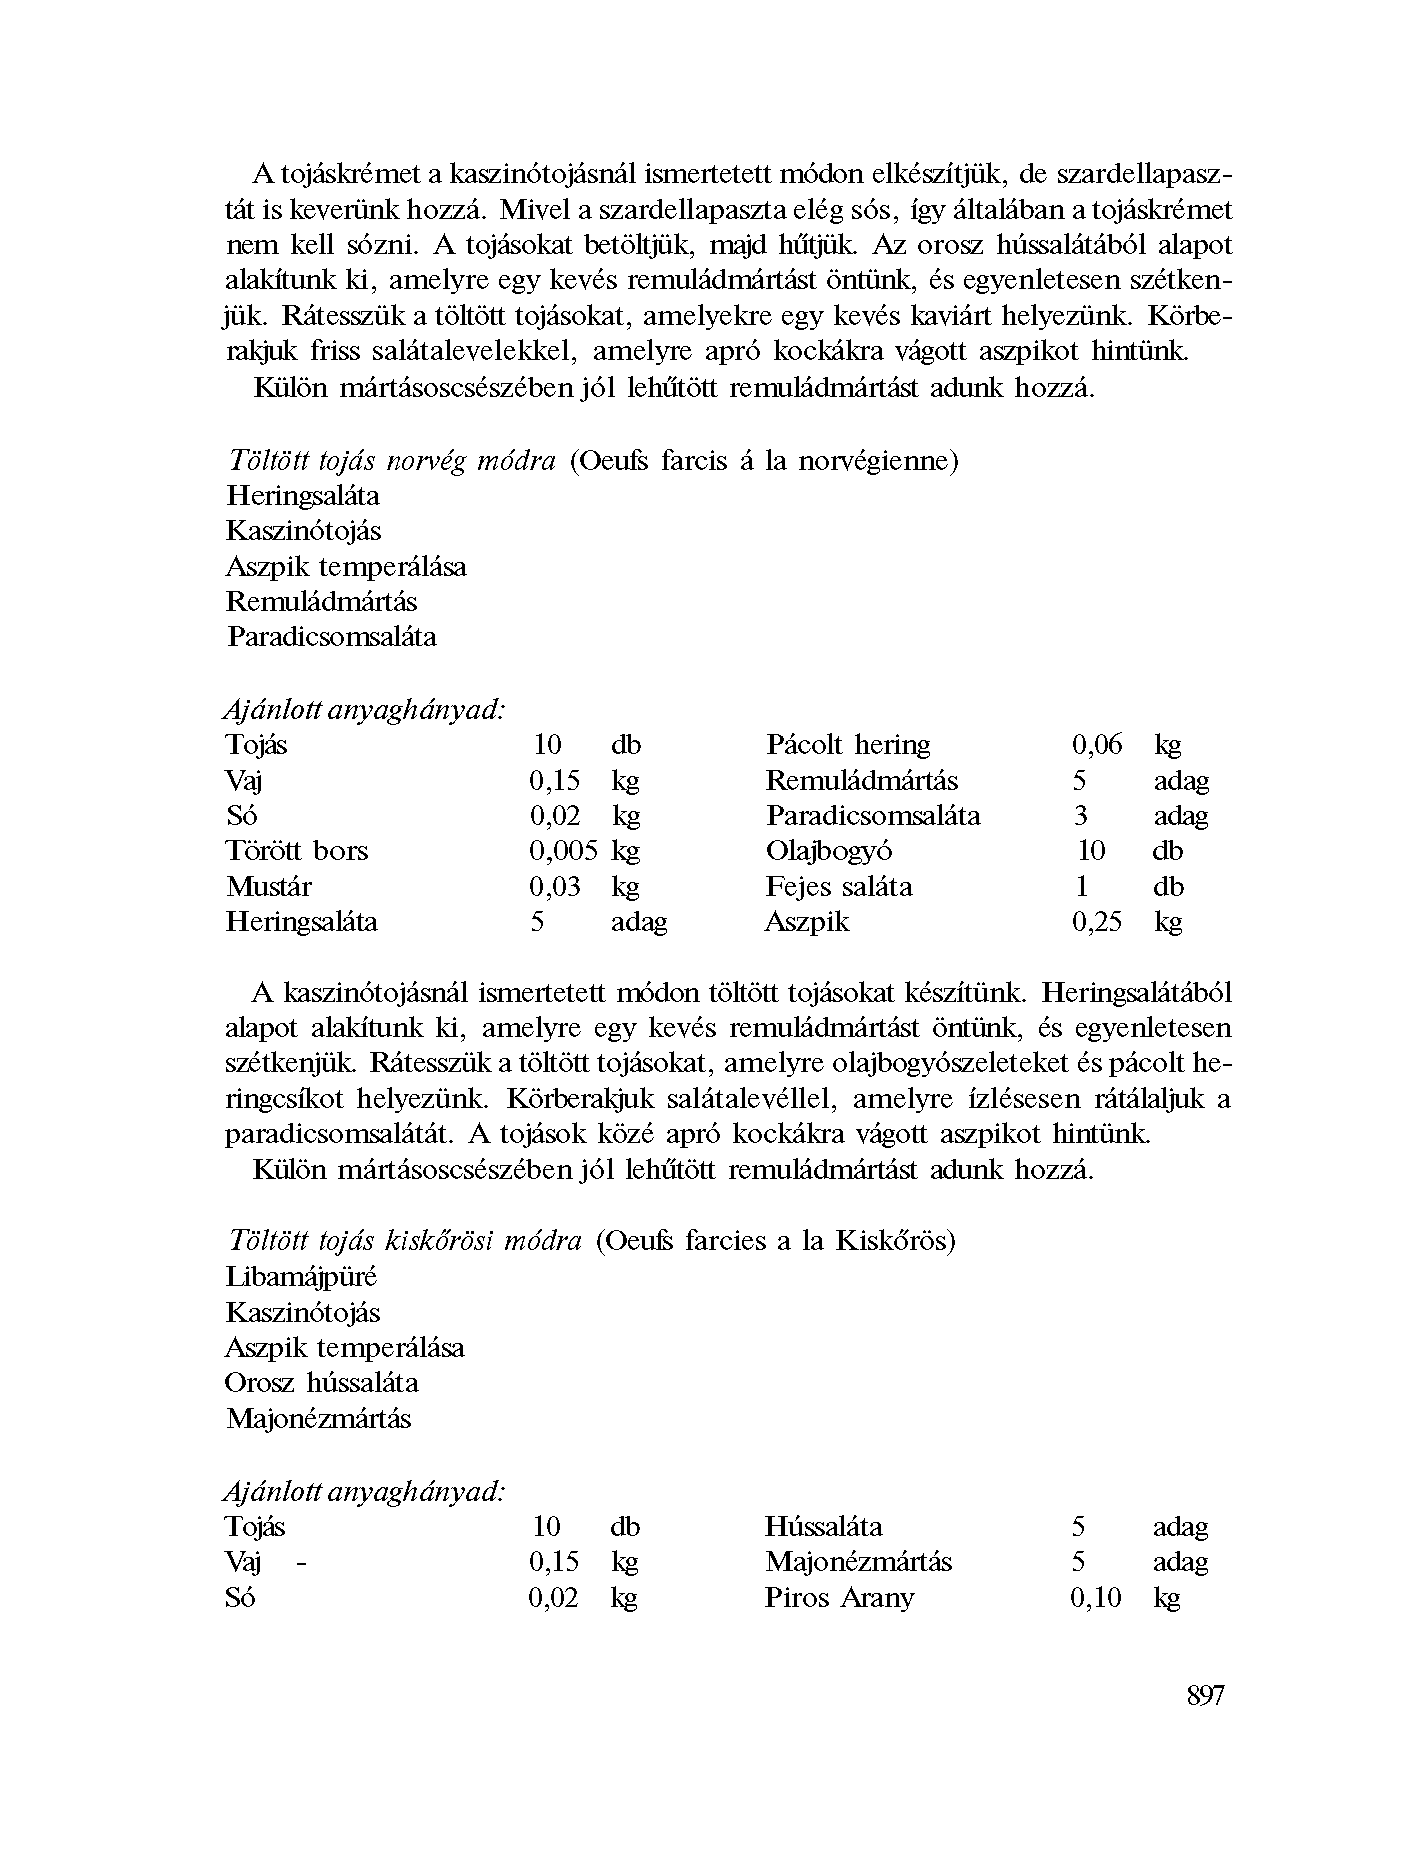 A tojáskrémet a kaszinótojásnál ismertetett módon elkészítjük, de szardellapasz-
tát is keverünk hozzá. Mivel a szardellapaszta elég sós, így általában a tojáskrémet
nem kell sózni. A tojásokat betöltjük, majd hűtjük. Az orosz hússalátából alapot
alakítunk ki, amelyre egy kevés remuládmártást öntünk, és egyenletesen szétken-
jük. Rátesszük a töltött tojásokat, amelyekre egy kevés kaviárt helyezünk. Körbe-
rakjuk friss salátalevelekkel, amelyre apró kockákra vágott aszpikot hintünk.
Külön mártásoscsészében jól lehűtött remuládmártást adunk hozzá.
Töltött tojás norvég módra (Oeufs farcis á la norvégienne)
Heringsaláta
Kaszinótojás
Aszpik temperálása
Remuládmártás
Paradicsomsaláta
Ajánlott anyaghányad:
Tojás 10 db Pácolt hering 0,06 kg
Vaj 0,15 kg Remuládmártás 5 adag
Só 0,02 kg Paradicsomsaláta 3 adag
Törött bors 0,005 kg Olajbogyó 10 db
Mustár 0,03 kg Fejes saláta 1 db
Heringsaláta 5 adag Aszpik 0,25 kg
A kaszinótojásnál ismertetett módon töltött tojásokat készítünk. Heringsalátából
alapot alakítunk ki, amelyre egy kevés remuládmártást öntünk, és egyenletesen
szétkenjük. Rátesszük a töltött tojásokat, amelyre olajbogyószeleteket és pácolt he-
ringcsíkot helyezünk. Körberakjuk salátalevéllel, amelyre ízlésesen rátálaljuk a
paradicsomsalátát. A tojások közé apró kockákra vágott aszpikot hintünk.
Külön mártásoscsészében jól lehűtött remuládmártást adunk hozzá.
Töltött tojás kiskőrösi módra (Oeufs farcies a la Kiskőrös)
Libamájpüré
Kaszinótojás
Aszpik temperálása
Orosz hússaláta
Majonézmártás
Ajánlott anyaghányad:
Tojás 10 db Hússaláta 5 adag
Vaj - 0,15 kg Majonézmártás 5 adag
Só 0,02 kg Piros Arany 0,10 kg
897